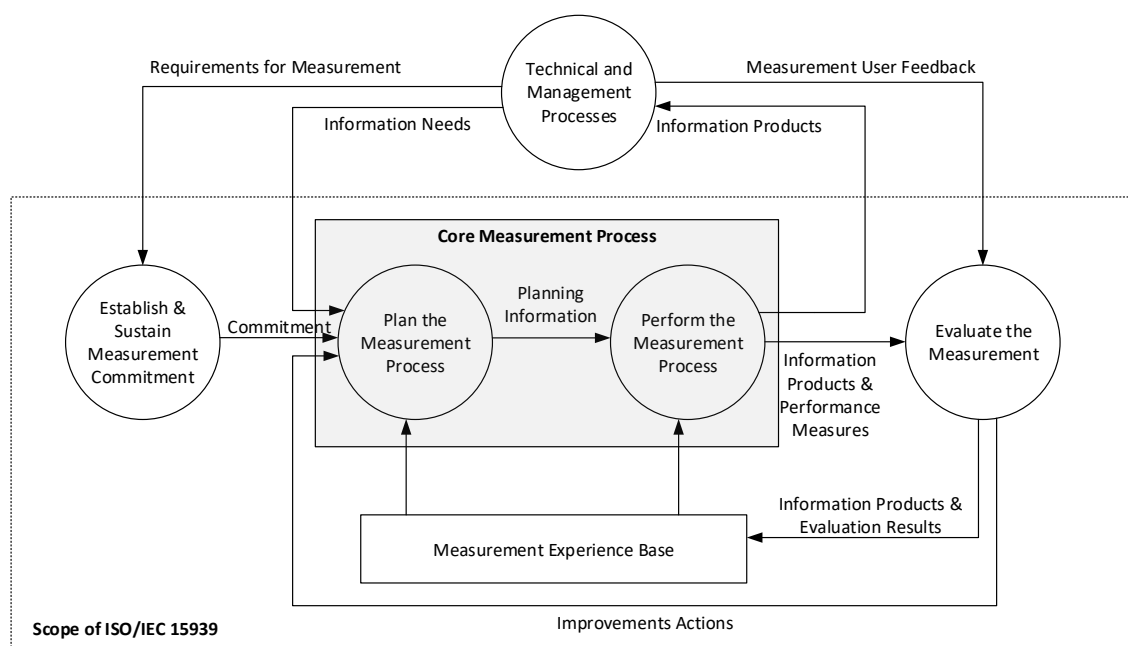 Requirements for Measurement
Technical and
Management
Processes
Measurement User Feedback
Information Needs
Information Products
Core Measurement Process
Establish &
Sustain
Measurement
Commitment
Commitment
Plan the
Measurement
Process
Planning
Information
Perform the
Measurement
Process
Information
Products &
Performance
Measures
Evaluate the
Measurement
Information Products &
Evaluation Results
Measurement Experience Base
Improvements Actions
Scope of ISO/IEC 15939